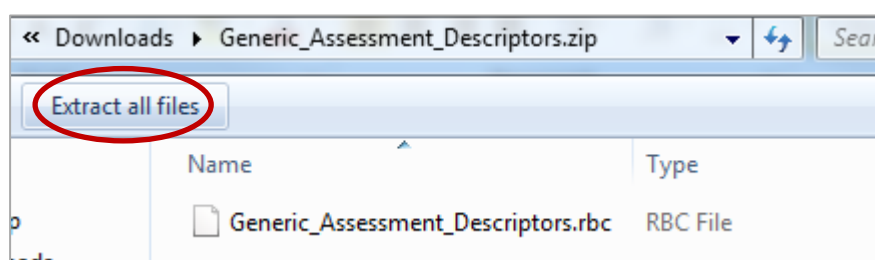 « Downloads ▸ Generic_Assessment_Descriptors.zip
Extract all files
Name Type
Generic_Assessment_Descriptors.rbc RBC File